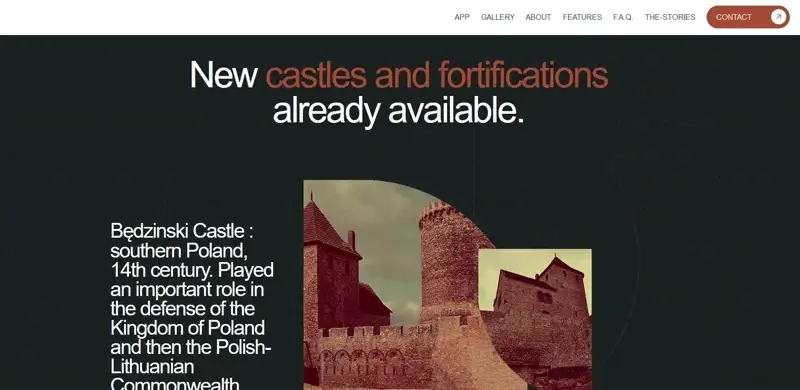 APP GALLERY ABOUT FEATURES F.A.Q. THE-STORIES CONTACT
New castles and fortifications
already available.
Będzinski Castle :
southern Poland,
14th century. Played
an important role in
the defense of the
Kingdom of Poland
and then the Polish-
Lithuanian
Commonwealth